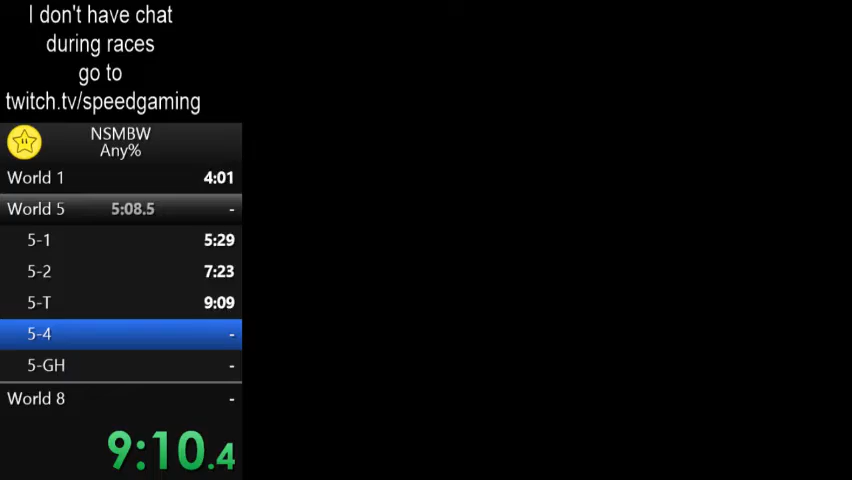 I don't have chat
during races
go to
twitch.tv/speedgaming
NSMBW
Any%
World 1 4:01
World 5 5:08.5 -
5-1 5:29
5-2 7:23
5-T 9:09
5-4 -
5-GH -
World 8 -
9:10.4